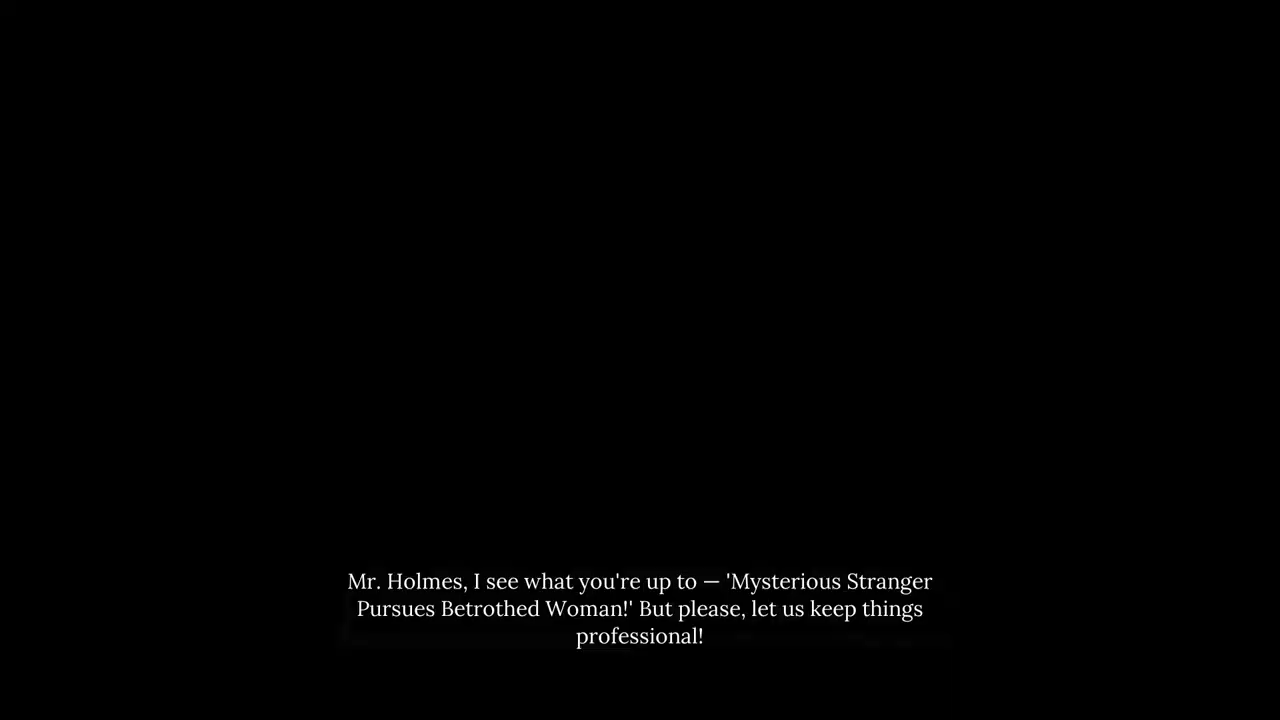 Mr. Holmes, I see what you're up to — 'Mysterious Stranger
Pursues Betrothed Woman!' But please, let us keep things
professional!